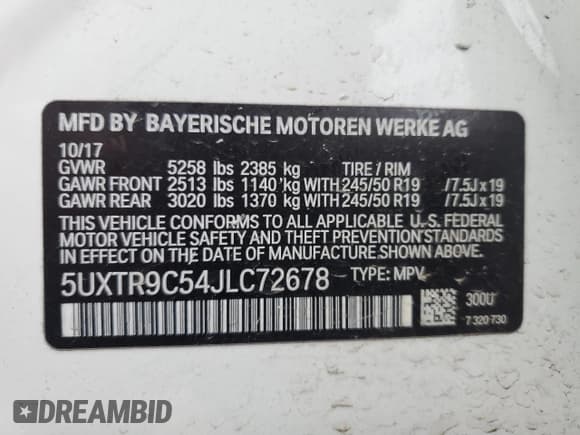 MFD BY BAYERISCHE MOTOREN WERKE AG
10/17
GVWR 5258 lbs 2385 kg TIRE / RIM
GAWR FRONT 2513 lbs 1140 kg WITH 245/50 R19 /7.5J x 19
GAWR REAR 3020 lbs 1370 kg WITH 245/50 R19 /7.5J x 19
THIS VEHICLE CONFORMS TO ALL APPLICABLE U.S. FEDERAL
MOTOR VEHICLE SAFETY AND THEFT PREVENTION STANDARDS
IN EFFECT ON THE DATE OF MANUFACTURE SHOWN ABOVE.
5UXTR9C54JLC72678 TYPE: MPV
300U
7 320 730
DREAMBID